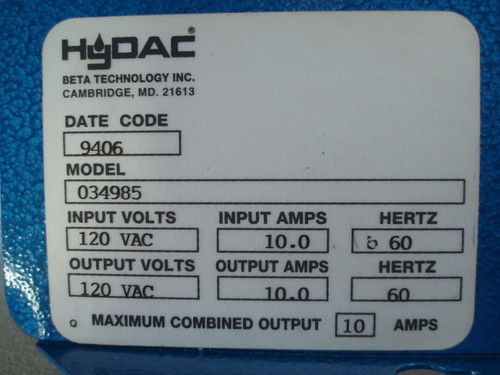 HyDAC®
BETA TECHNOLOGY INC.
CAMBRIDGE, MD. 21613
DATE CODE
9406
MODEL
034985
INPUT VOLTS INPUT AMPS HERTZ
120 VAC 10.0 60
OUTPUT VOLTS OUTPUT AMPS HERTZ
120 VAC 10.0 60
MAXIMUM COMBINED OUTPUT 10 AMPS